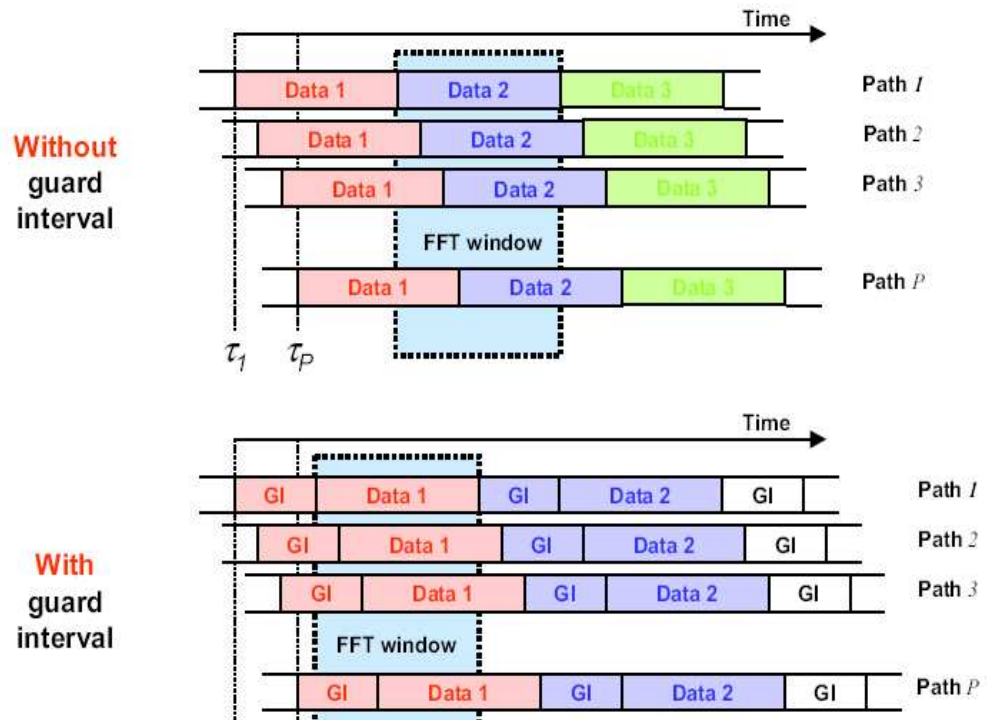 Time
Data 1 Data 2 Data 3 Path 1
Data 1 Data 2 Data 3 Path 2
Without
guard
interval
Data 1 Data 2 Data 3 Path 3
FFT window
Data 1 Data 2 Data 3 Path P
τ1 τP
Time
GI Data 1 GI Data 2 GI Path 1
GI Data 1 GI Data 2 GI Path 2
With
guard
interval
GI Data 1 GI Data 2 GI Path 3
FFT window
GI Data 1 GI Data 2 GI Path P